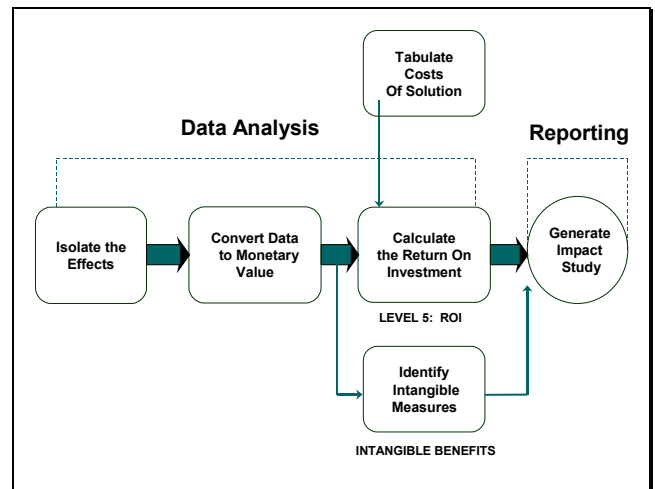 Tabulate
Costs
Of Solution
Data Analysis
Reporting
Isolate the
Effects
Convert Data
to Monetary
Value
Calculate
the Return On
Investment
Generate
Impact
Study
LEVEL 5: ROI
Identify
Intangible
Measures
INTANGIBLE BENEFITS